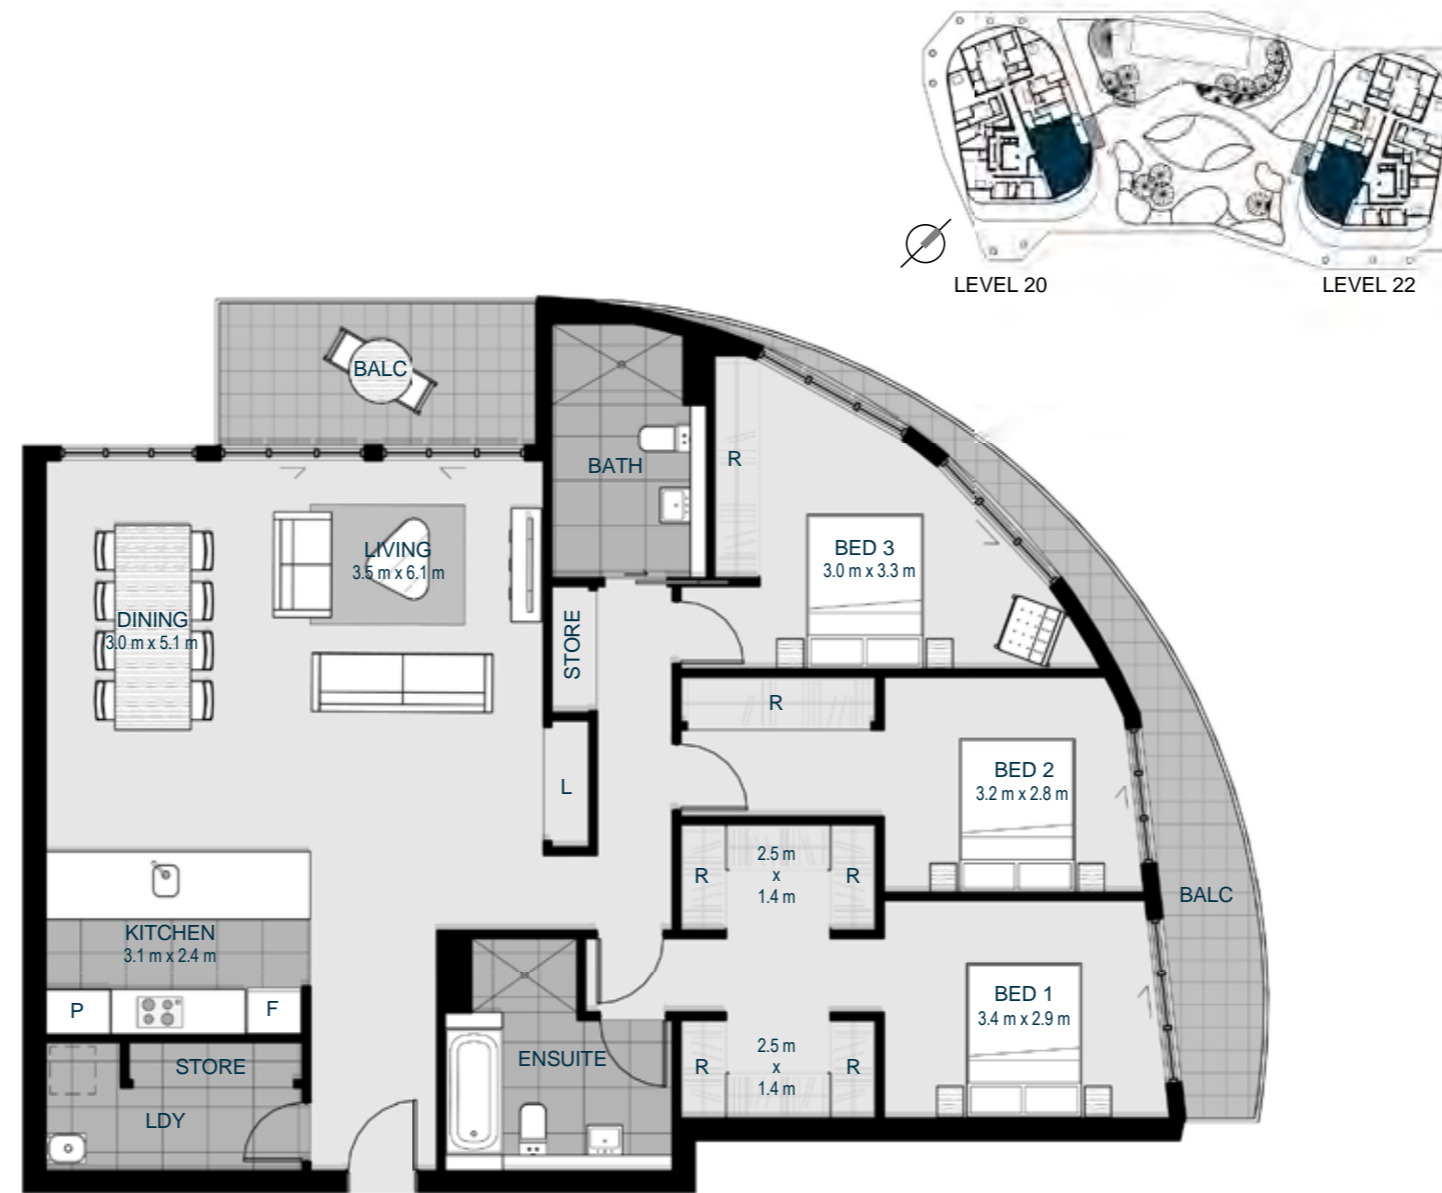 LEVEL 20
LEVEL 22
BALC
BATH
R
LIVING
3.5 m x 6.1 m
BED 3
3.0 m x 3.3 m
DINING
3.0 m x 5.1 m
STORE
R
L
BED 2
3.2 m x 2.8 m
R
2.5 m
x
1.4 m
R
BALC
KITCHEN
3.1 m x 2.4 m
P
F
BED 1
3.4 m x 2.9 m
STORE
LDY
ENSUITE
R
2.5 m
x
1.4 m
R